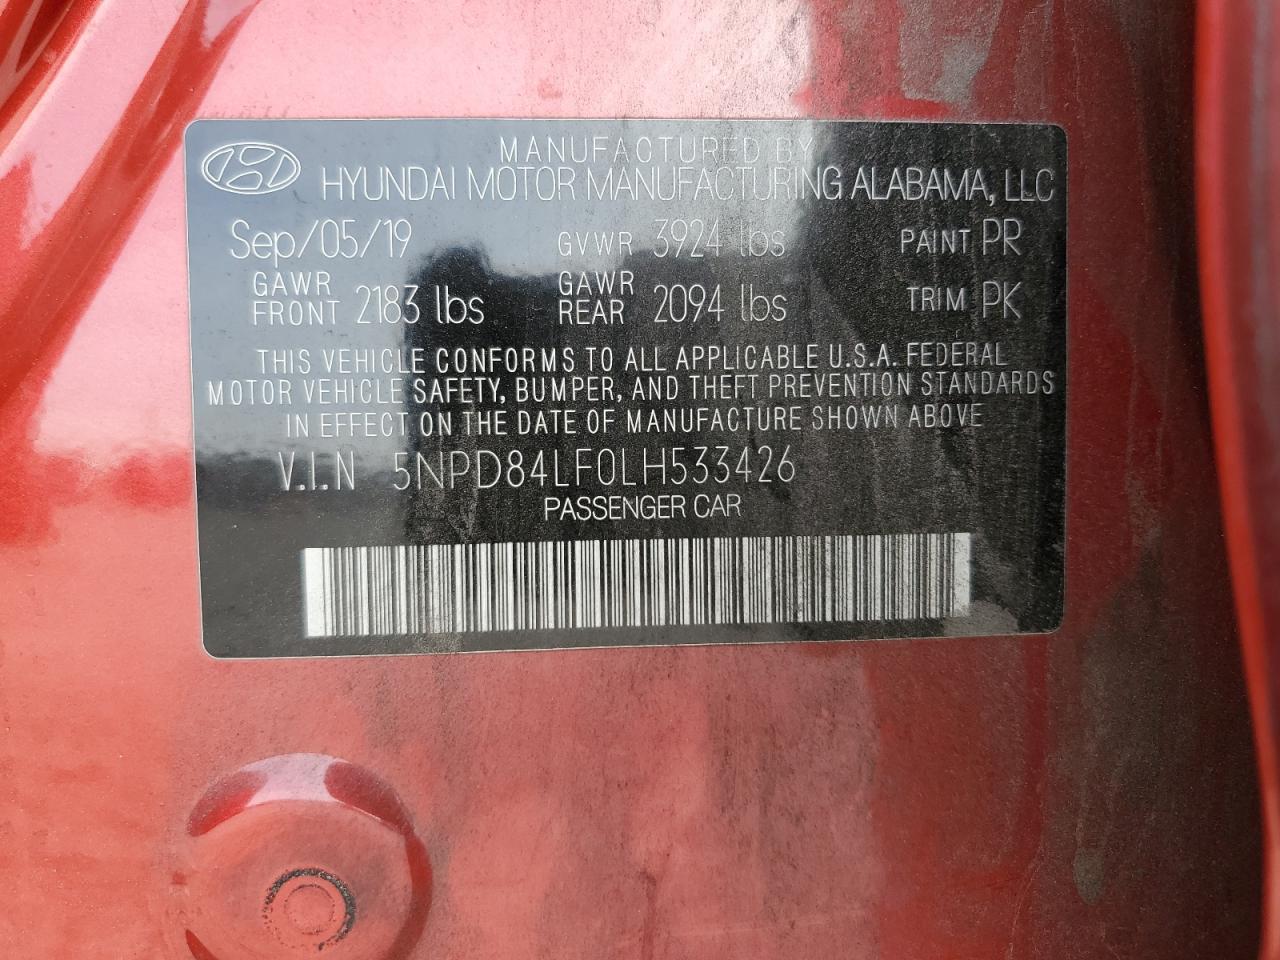 MANUFACTURED BY
HYUNDAI MOTOR MANUFACTURING ALABAMA, LLC
Sep/05/19 GVWR 3924 lbs PAINT PR
GAWR FRONT 2183 lbs GAWR REAR 2094 lbs TRIM PK
THIS VEHICLE CONFORMS TO ALL APPLICABLE U.S.A. FEDERAL
MOTOR VEHICLE SAFETY, BUMPER, AND THEFT PREVENTION STANDARDS
IN EFFECT ON THE DATE OF MANUFACTURE SHOWN ABOVE
V.I.N 5NPD84LF0LH533426
PASSENGER CAR